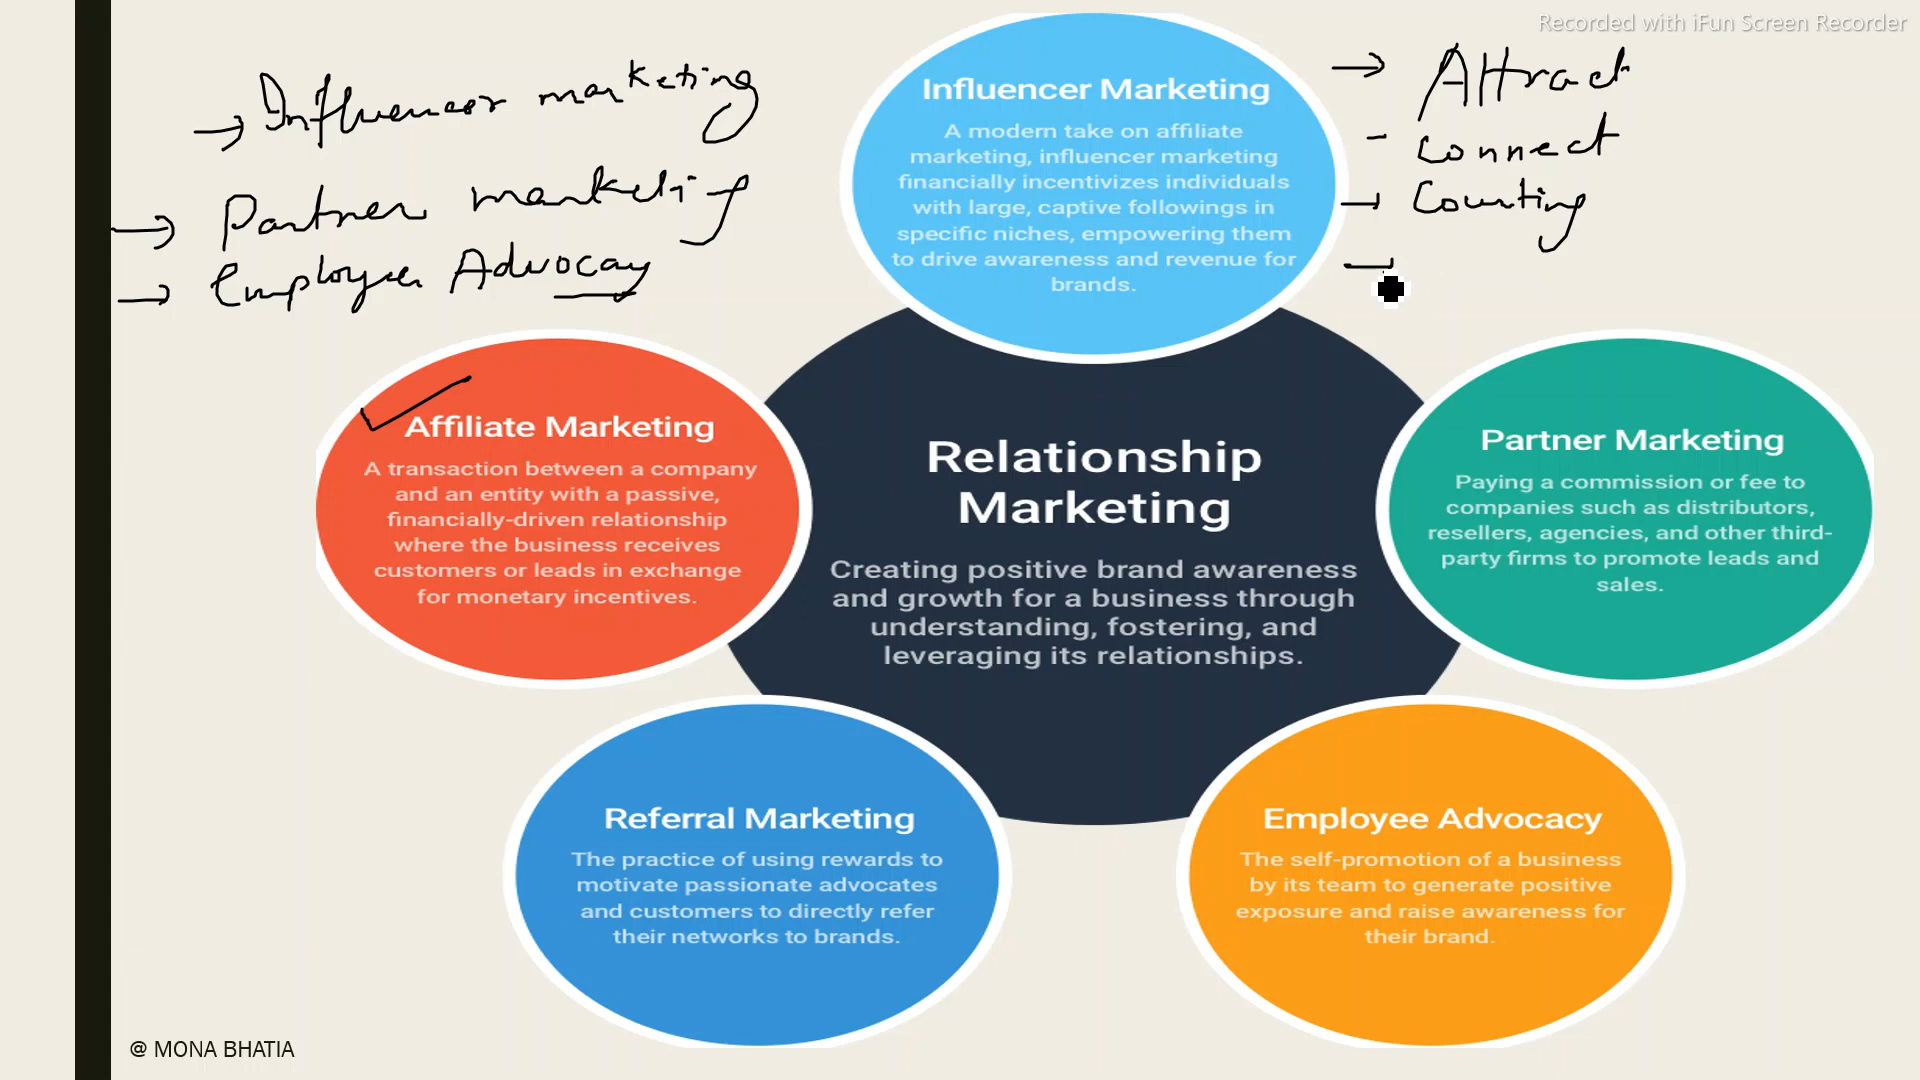 Recorded with iFun Screen Recorder
→ Influencer marketing
→ Partner marketing
→ Employee Advocay
→ Attract
- Connect
→ Counting
Influencer Marketing
A modern take on affiliate
marketing, influencer marketing
financially incentivizes individuals
with large, captive followings in
specific niches, empowering them
to drive awareness and revenue for
brands.
Affiliate Marketing
A transaction between a company
and an entity with a passive,
financially-driven relationship
where the business receives
customers or leads in exchange
for monetary incentives.
Relationship
Marketing
Creating positive brand awareness
and growth for a business through
understanding, fostering, and
leveraging its relationships.
Partner Marketing
Paying a commission or fee to
companies such as distributors,
resellers, agencies, and other third-
party firms to promote leads and
sales.
Referral Marketing
The practice of using rewards to
motivate passionate advocates
and customers to directly refer
their networks to brands.
Employee Advocacy
The self-promotion of a business
by its team to generate positive
exposure and raise awareness for
their brand.
@ MONA BHATIA